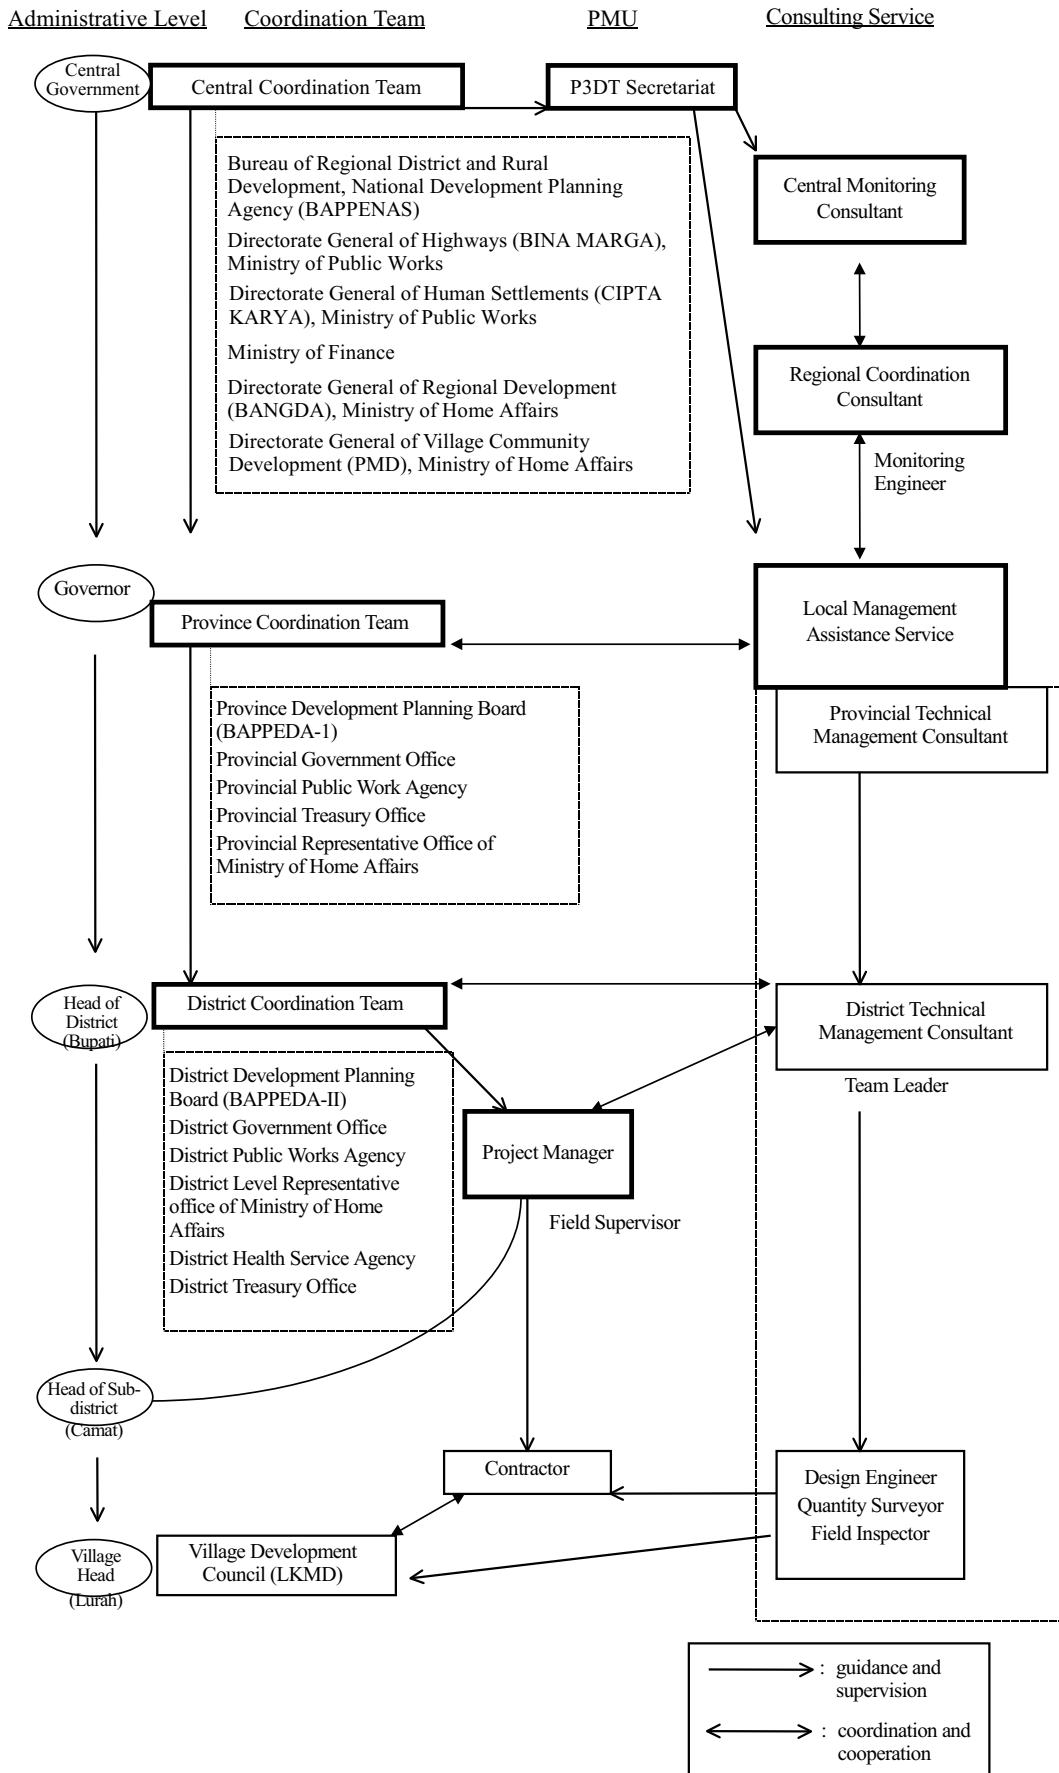 Administrative Level
Coordination Team
PMU
Consulting Service
Central
Government
Central Coordination Team
P3DT Secretariat
Bureau of Regional District and Rural
Development, National Development Planning
Agency (BAPPENAS)
Directorate General of Highways (BINA MARGA),
Ministry of Public Works
Directorate General of Human Settlements (CIPTA
KARYA), Ministry of Public Works
Ministry of Finance
Directorate General of Regional Development
(BANGDA), Ministry of Home Affairs
Directorate General of Village Community
Development (PMD), Ministry of Home Affairs
Central Monitoring
Consultant
Regional Coordination
Consultant
Monitoring
Engineer
Governor
Province Coordination Team
Local Management
Assistance Service
Province Development Planning Board
(BAPPEDA-1)
Provincial Government Office
Provincial Public Work Agency
Provincial Treasury Office
Provincial Representative Office of
Ministry of Home Affairs
Provincial Technical
Management Consultant
Head of
District
(Bupati)
District Coordination Team
District Technical
Management Consultant
Team Leader
District Development Planning
Board (BAPPEDA-II)
District Government Office
District Public Works Agency
District Level Representative
office of Ministry of Home
Affairs
District Health Service Agency
District Treasury Office
Project Manager
Field Supervisor
Head of Sub-
district
(Camat)
Contractor
Design Engineer
Quantity Surveyor
Field Inspector
Village
Head
(Lurah)
Village Development
Council (LKMD)
: guidance and
supervision
: coordination and
cooperation